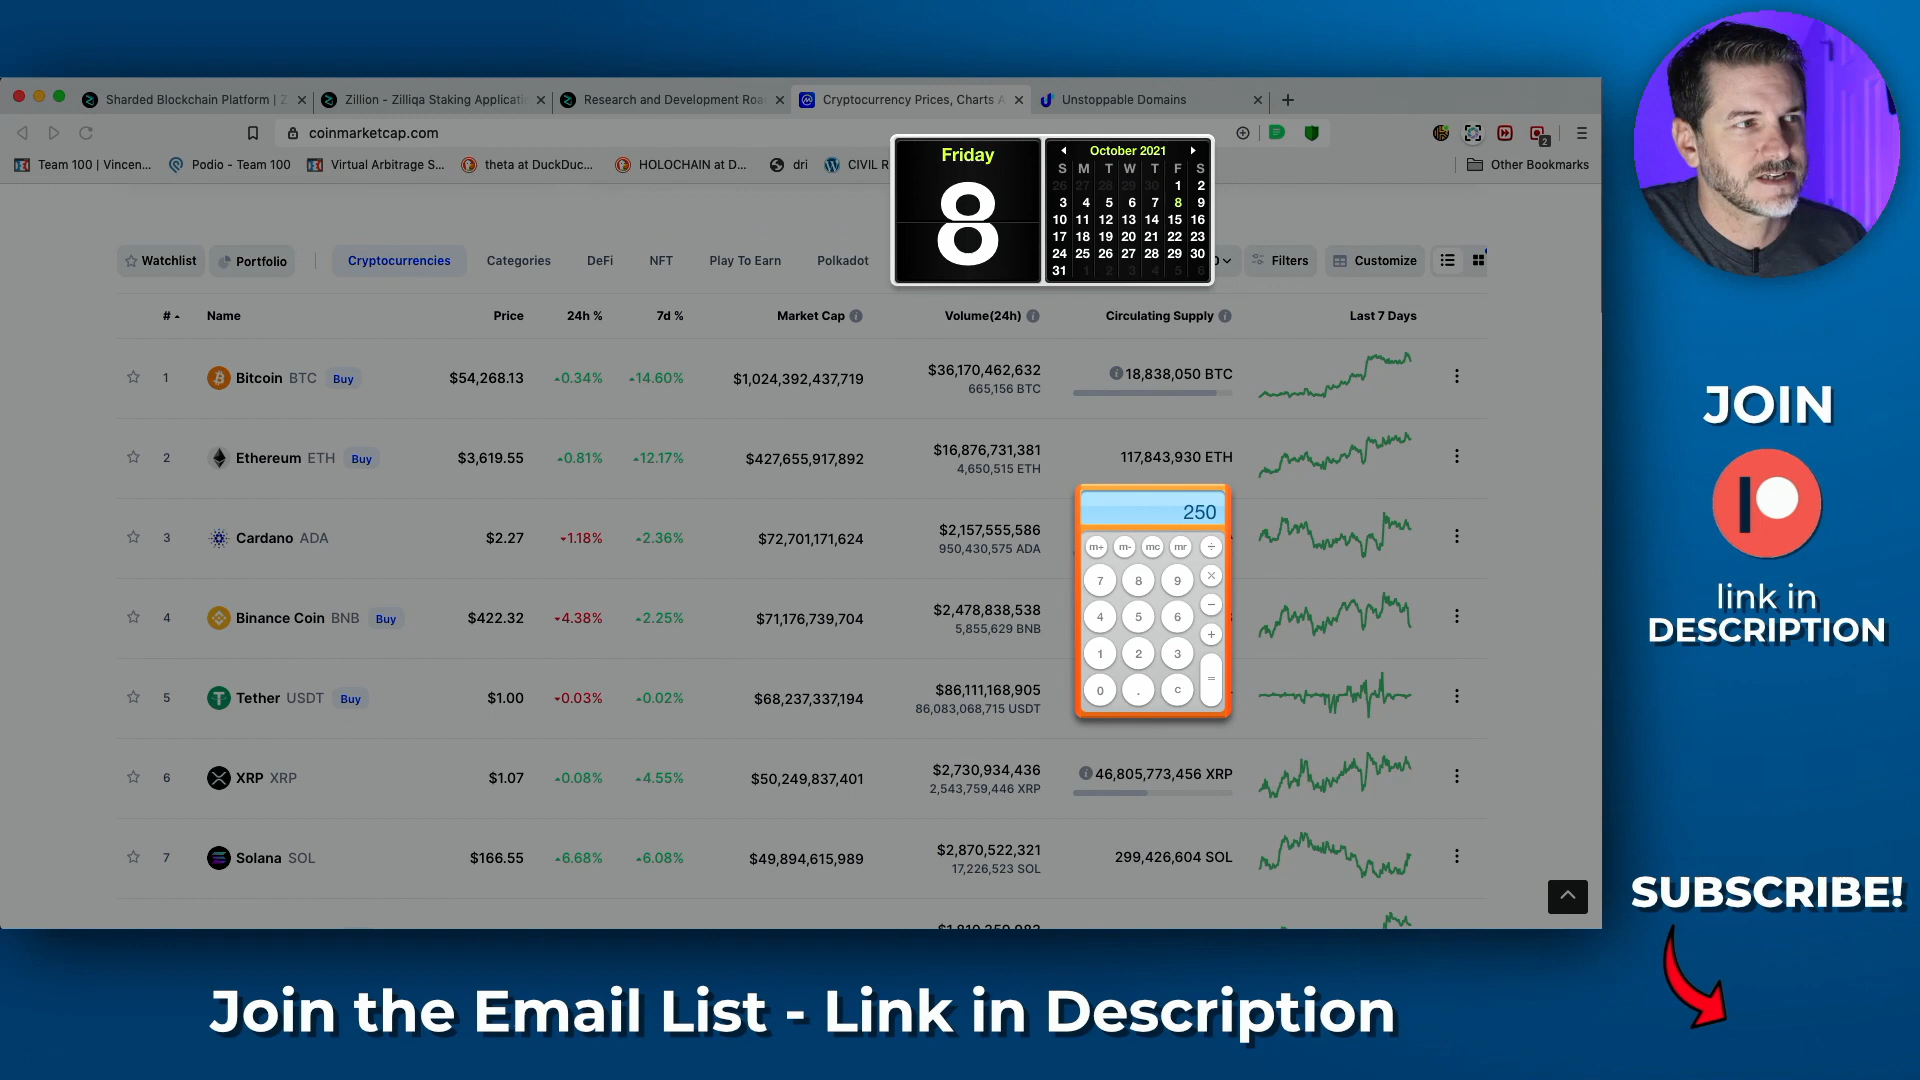 Sharded Blockchain Platform | Z
Zillion - Zilliqa Staking Applicati
Research and Development Roa
Cryptocurrency Prices, Charts A
Unstoppable Domains
coinmarketcap.com
2
Team 100 | Vincen...
Podio - Team 100
Virtual Arbitrage S...
theta at DuckDuc...
HOLOCHAIN at D...
dri
CIVIL R
Other Bookmarks
Friday
8
October 2021
S M T W T F S
26 27 28 29 30 1 2
3 4 5 6 7 8 9
10 11 12 13 14 15 16
17 18 19 20 21 22 23
24 25 26 27 28 29 30
31 1 2 3 4 5 6
Watchlist
Portfolio
Cryptocurrencies
Categories
DeFi
NFT
Play To Earn
Polkadot
0
Filters
Customize
# Name Price 24h % 7d % Market Cap Volume(24h) Circulating Supply Last 7 Days
1 Bitcoin BTC Buy $54,268.13 0.34% 14.60% $1,024,392,437,719 $36,170,462,632 18,838,050 BTC
665,156 BTC
2 Ethereum ETH Buy $3,619.55 0.81% 12.17% $427,655,917,892 $16,876,731,381 117,843,930 ETH
4,650,515 ETH
3 Cardano ADA $2.27 1.18% 2.36% $72,701,171,624 $2,157,555,586
950,430,575 ADA
4 Binance Coin BNB Buy $422.32 4.38% 2.25% $71,176,739,704 $2,478,838,538
5,855,629 BNB
5 Tether USDT Buy $1.00 0.03% 0.02% $68,237,337,194 $86,111,168,905
86,083,068,715 USDT
6 XRP XRP $1.07 0.08% 4.55% $50,249,837,401 $2,730,934,436 46,805,773,456 XRP
2,543,759,446 XRP
7 Solana SOL $166.55 6.68% 6.08% $49,894,615,989 $2,870,522,321 299,426,604 SOL
17,226,523 SOL
250
m+ m- mc mr ÷
7 8 9 ×
4 5 6 −
1 2 3 +
0 . c =
JOIN
link in
DESCRIPTION
SUBSCRIBE!
Join the Email List - Link in Description